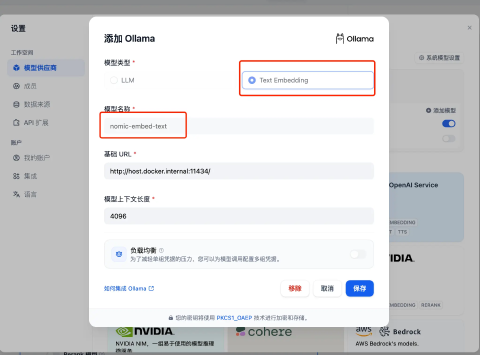 设置
工作空间
模型供应商
成员
数据来源
API 扩展
账户
我的账户
集成
语言
添加 Ollama
Ollama
模型类型 *
LLM
Text Embedding
模型名称 *
nomic-embed-text
基础 URL *
http://host.docker.internal:11434/
模型上下文长度 *
4096
负载均衡
为了减轻单组凭据的压力，您可以为模型调用配置多组凭据。
如何集成 Ollama
移除
取消
保存
您的密钥将使用 PKCS1_OAEP 技术进行加密和存储。
系统模型设置
添加模型
OpenAI Service
EMBEDDING
TTS
VIDIA.
EMBEDDING
RERANK
NVIDIA.
NVIDIA NIM，一组易于使用的模型推理
微服务
cohere
aws
Bedrock
AWS Bedrock's models.